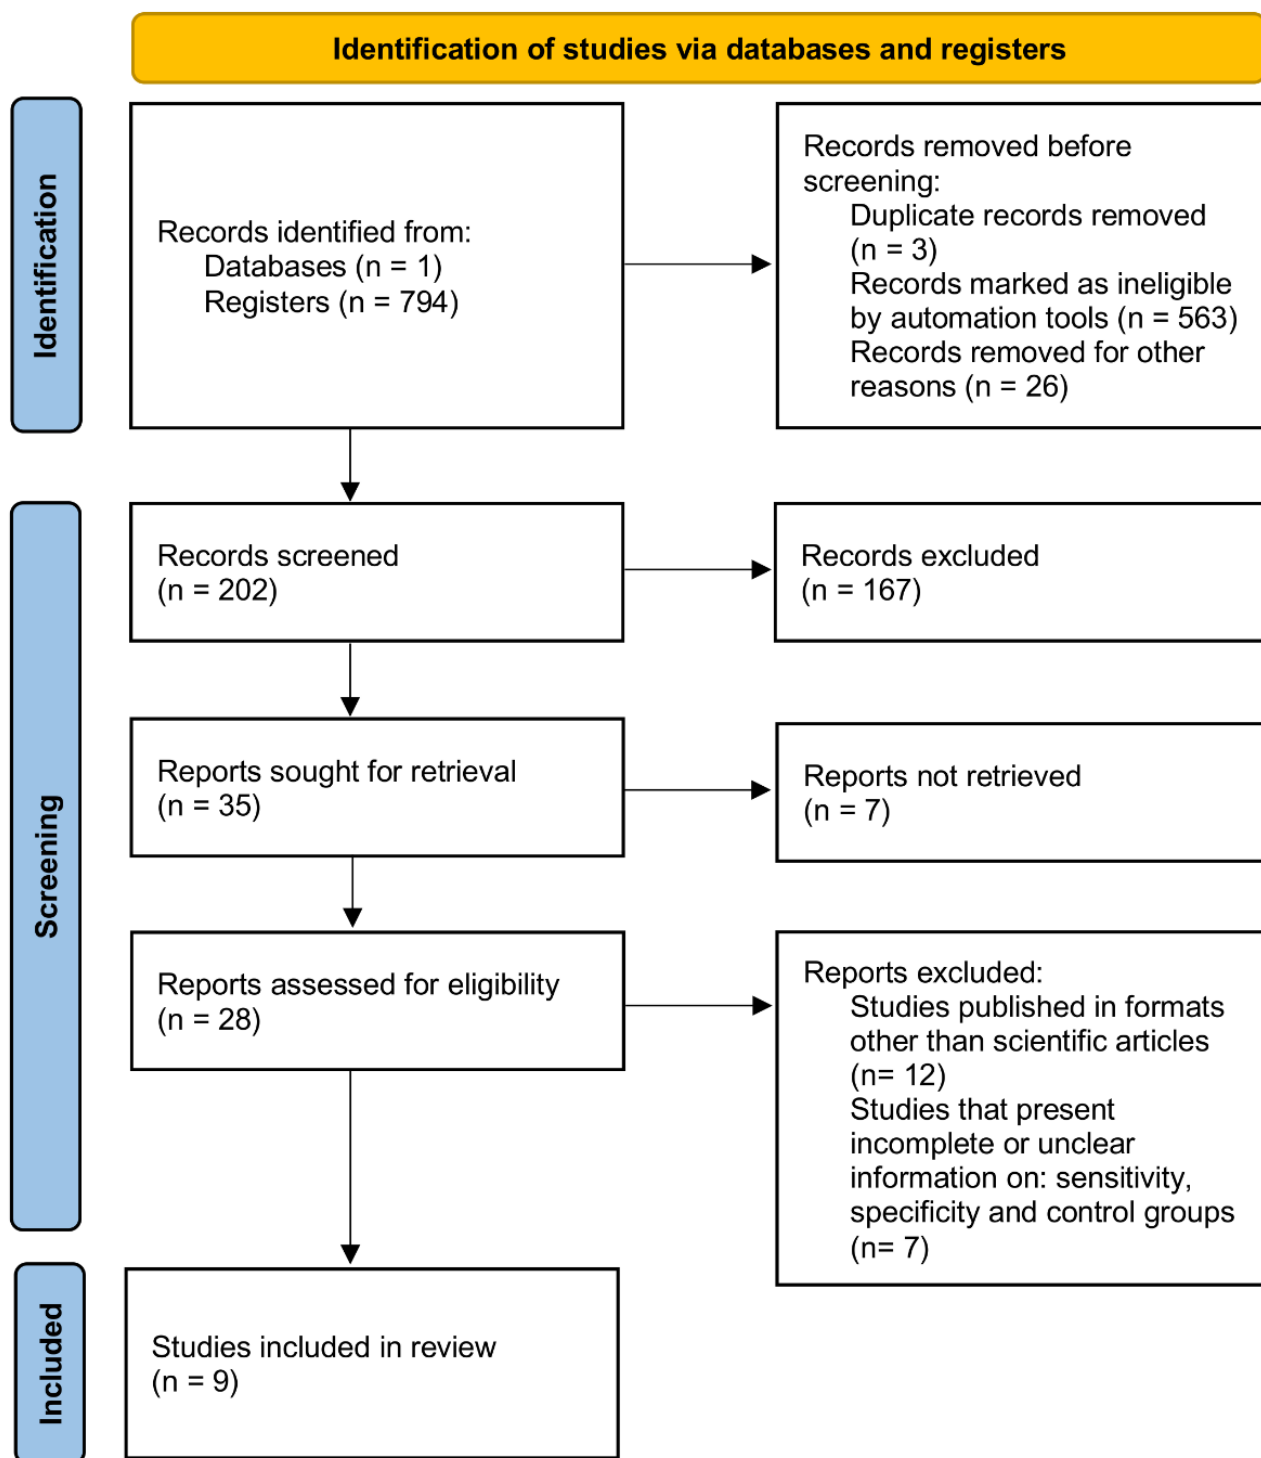 Identification of studies via databases and registers
Identification
Records identified from:
Databases (n = 1)
Registers (n = 794)
Records removed before
screening:
Duplicate records removed
(n = 3)
Records marked as ineligible
by automation tools (n = 563)
Records removed for other
reasons (n = 26)
Screening
Records screened
(n = 202)
Records excluded
(n = 167)
Reports sought for retrieval
(n = 35)
Reports not retrieved
(n = 7)
Reports assessed for eligibility
(n = 28)
Reports excluded:
Studies published in formats
other than scientific articles
(n= 12)
Studies that present
incomplete or unclear
information on: sensitivity,
specificity and control groups
(n= 7)
Included
Studies included in review
(n = 9)